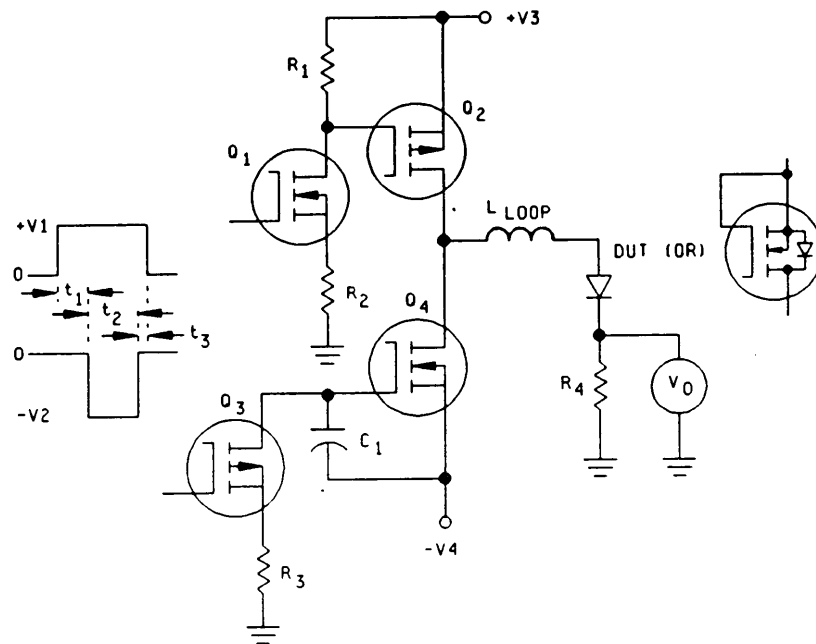 +V3
R1
Q2
Q1
L LOOP
DUT (OR)
+V1
0
t1
t2
t3
R2
Q4
0
R4
V0
-V2
Q3
C1
-V4
R3